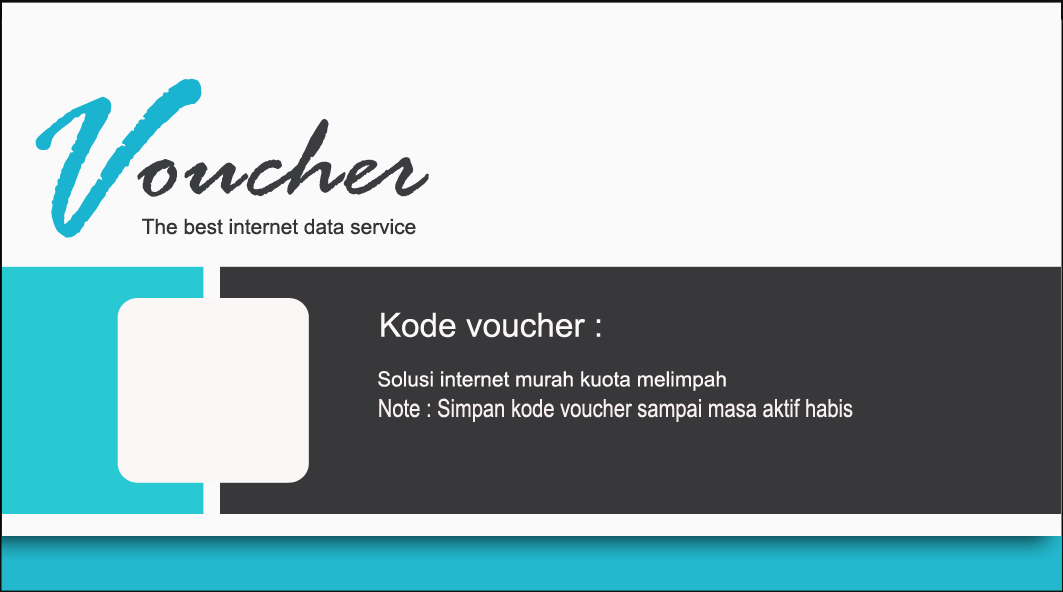 Voucher
The best internet data service
Kode voucher :
Solusi internet murah kuota melimpah
Note : Simpan kode voucher sampai masa aktif habis